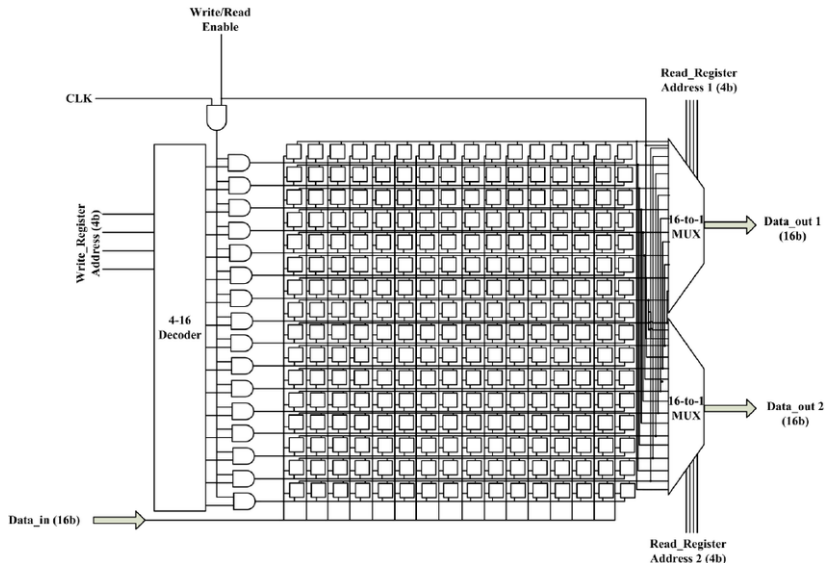 Write/Read
Enable
CLK
Read_Register
Address 1 (4b)
Write_Register
Address (4b)
4-16
Decoder
16-to-1
MUX
Data_out 1
(16b)
16-to-1
MUX
Data_out 2
(16b)
Data_in (16b)
Read_Register
Address 2 (4b)